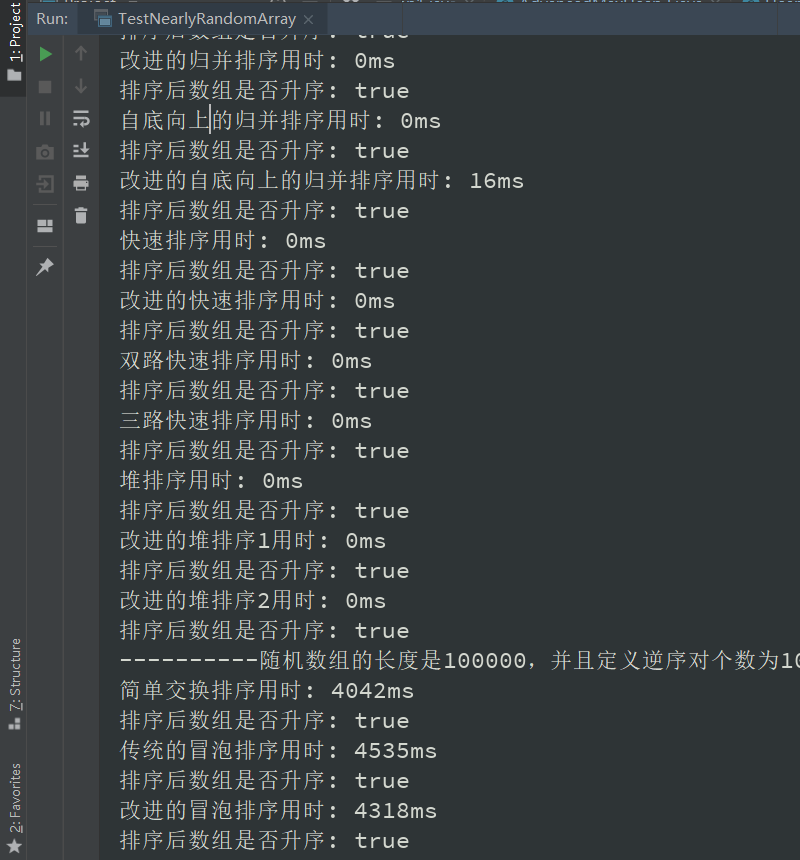 1: Project
Run:
TestNearlyRandomArray
改进的归并排序用时: 0ms
排序后数组是否升序: true
自底向上的归并排序用时: 0ms
排序后数组是否升序: true
改进的自底向上的归并排序用时: 16ms
排序后数组是否升序: true
快速排序用时: 0ms
排序后数组是否升序: true
改进的快速排序用时: 0ms
排序后数组是否升序: true
双路快速排序用时: 0ms
排序后数组是否升序: true
三路快速排序用时: 0ms
排序后数组是否升序: true
堆排序用时: 0ms
排序后数组是否升序: true
改进的堆排序1用时: 0ms
排序后数组是否升序: true
改进的堆排序2用时: 0ms
排序后数组是否升序: true
----------随机数组的长度是100000，并且定义逆序对个数为10
简单交换排序用时: 4042ms
排序后数组是否升序: true
传统的冒泡排序用时: 4535ms
排序后数组是否升序: true
改进的冒泡排序用时: 4318ms
排序后数组是否升序: true
7: Structure
2: Favorites